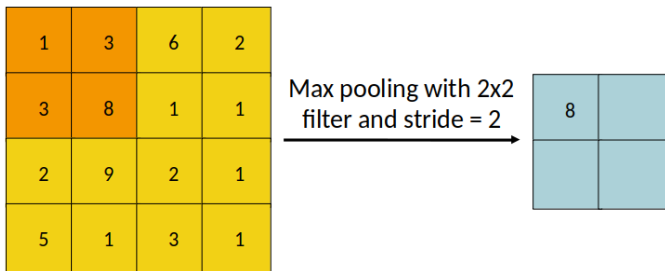 1 3 6 2
3 8 1 1
2 9 2 1
5 1 3 1
Max pooling with 2x2
filter and stride = 2
8